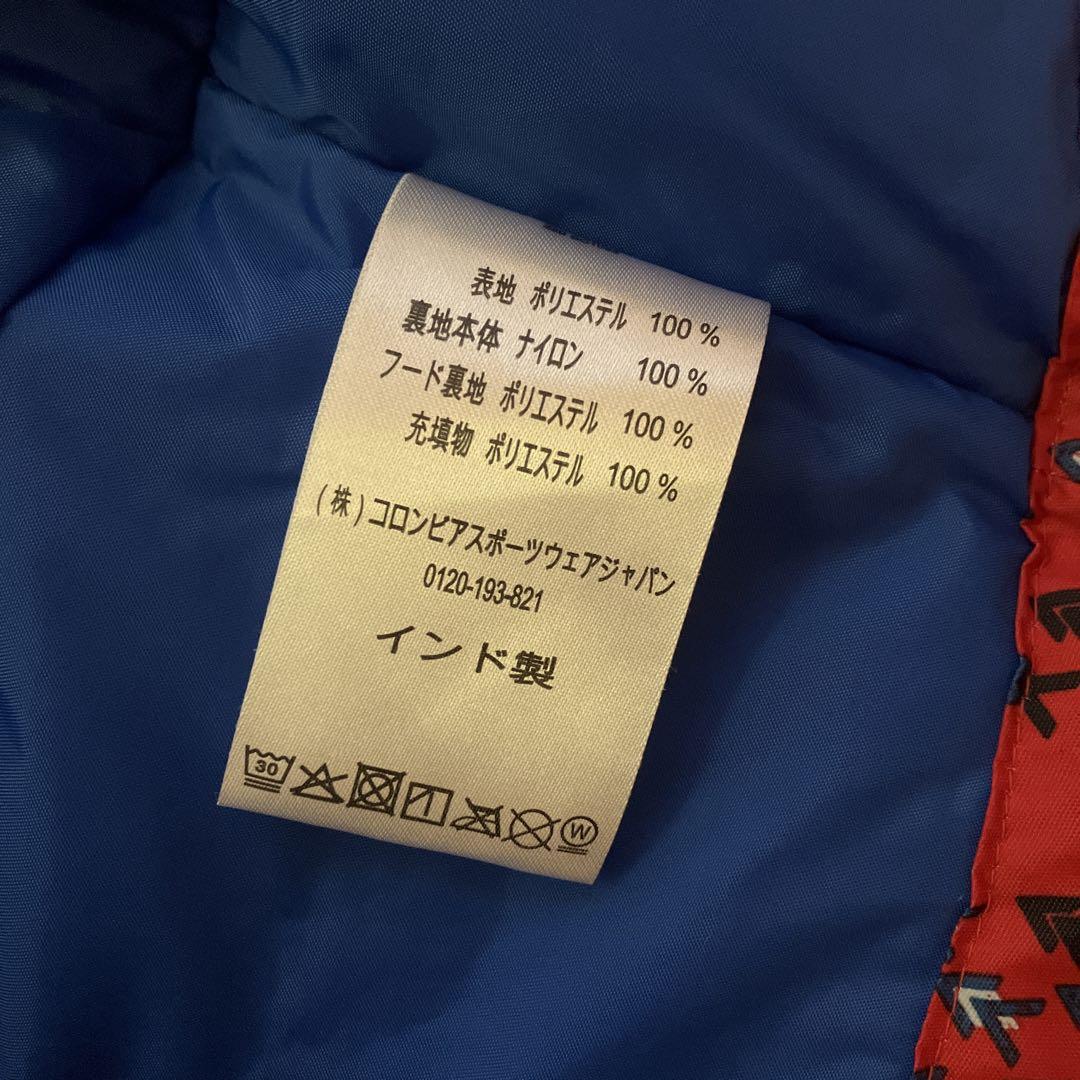 表地 ポリエステル 100 %
裏地本体 ナイロン 100 %
フード裏地 ポリエステル 100 %
充填物 ポリエステル 100 %
(株)コロンビアスポーツウェアジャパン
0120-193-821
インド製
30
W